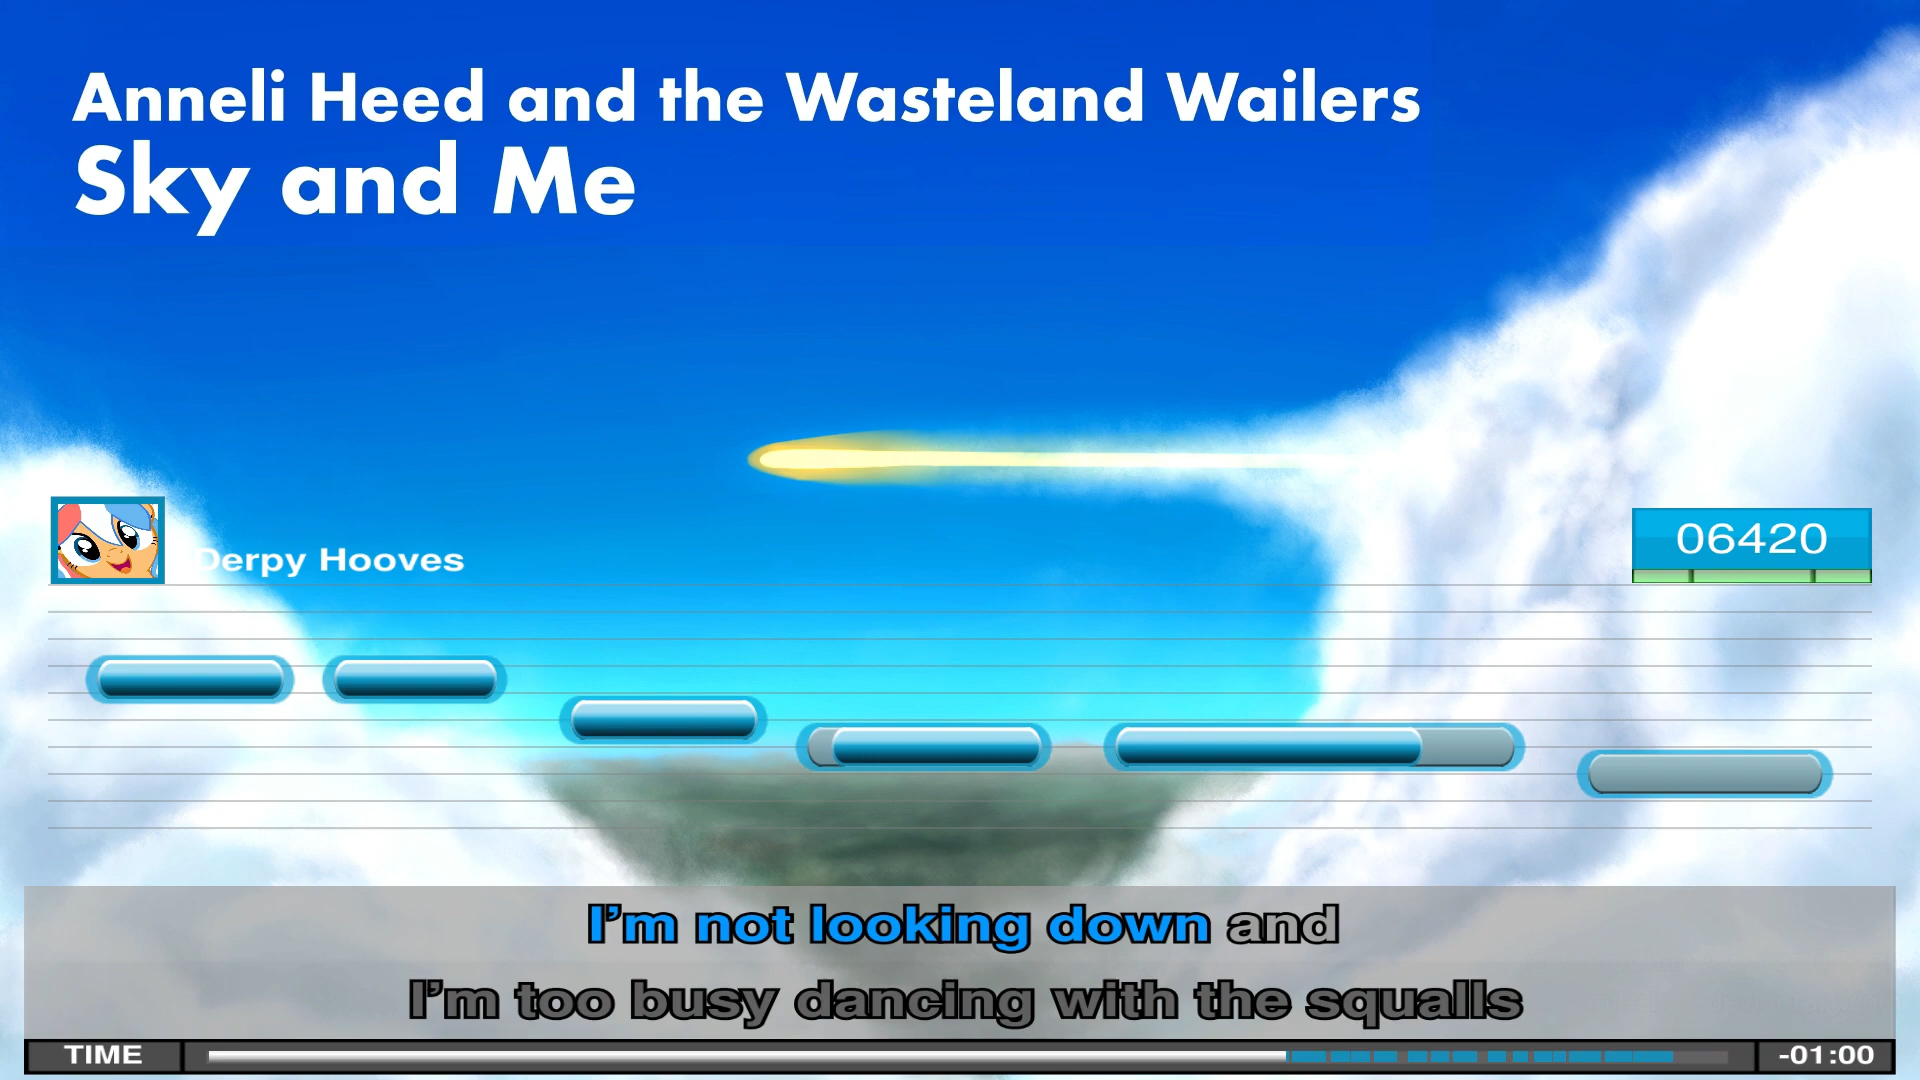 Anneli Heed and the Wasteland Wailers
Sky and Me
Derpy Hooves
06420
I'm not looking down and
I'm too busy dancing with the squalls
TIME
-01:00